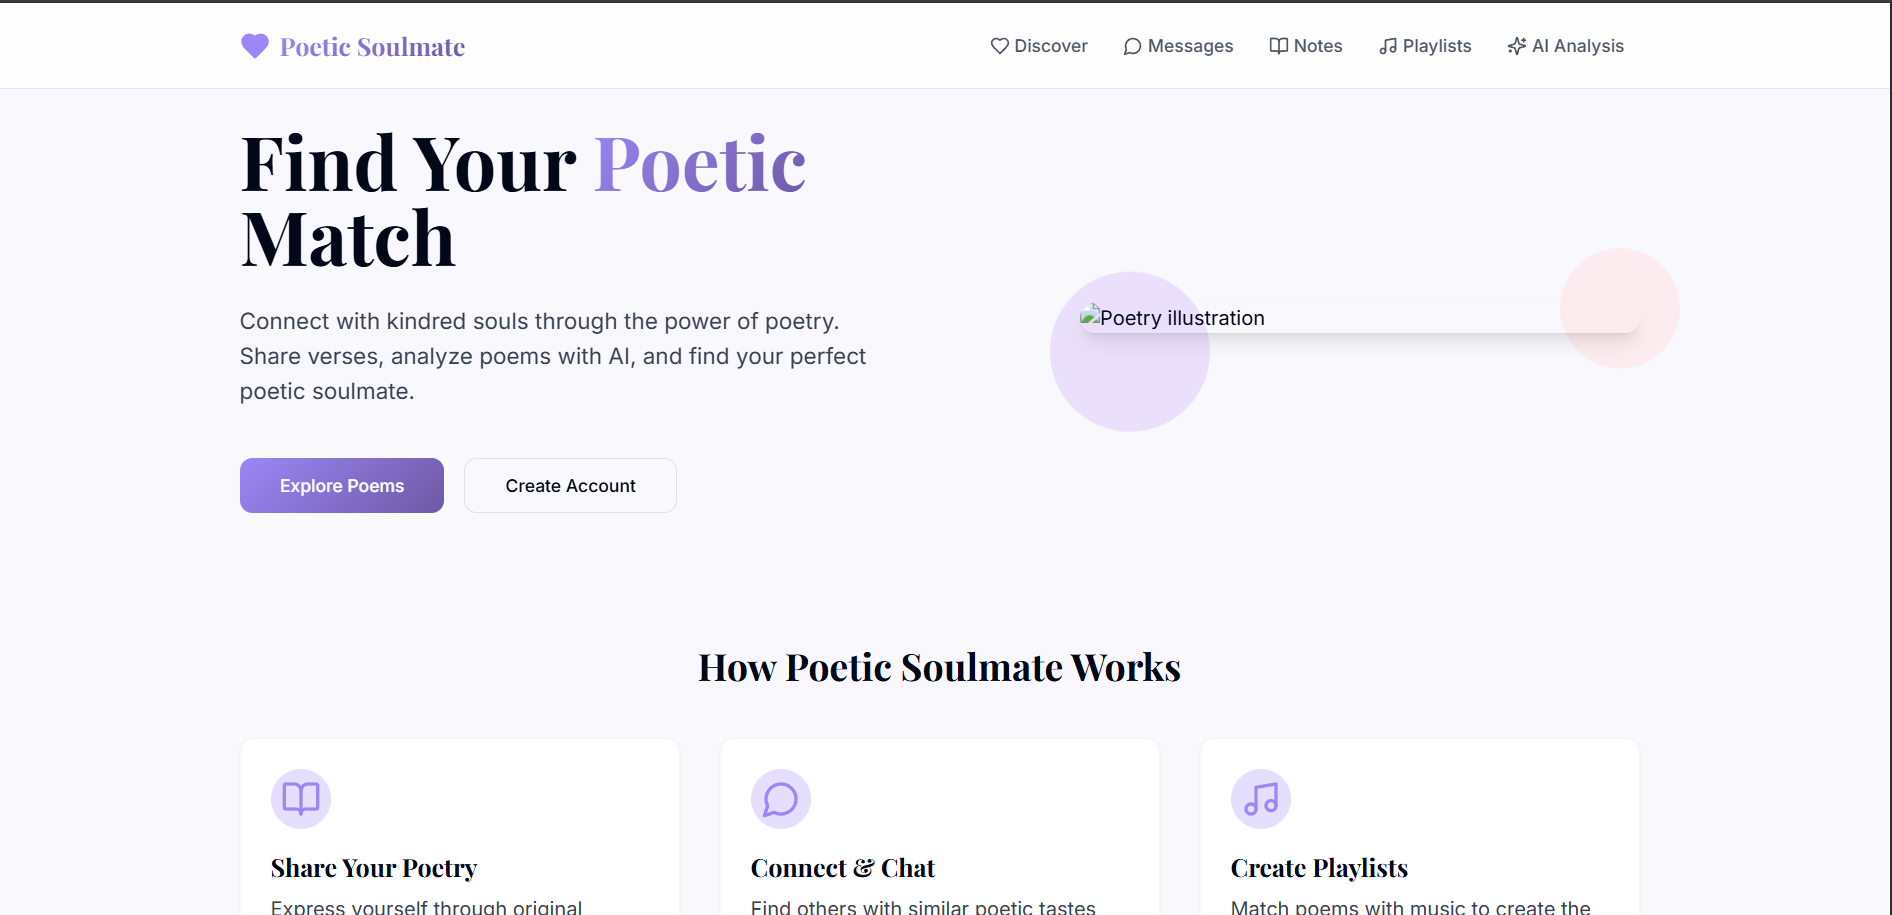 Poetic Soulmate
Discover
Messages
Notes
Playlists
AI Analysis
Find Your Poetic
Match
Connect with kindred souls through the power of poetry.
Share verses, analyze poems with AI, and find your perfect
poetic soulmate.
Explore Poems
Create Account
Poetry illustration
How Poetic Soulmate Works
Share Your Poetry
Express yourself through original
Connect & Chat
Find others with similar poetic tastes
Create Playlists
Match poems with music to create the